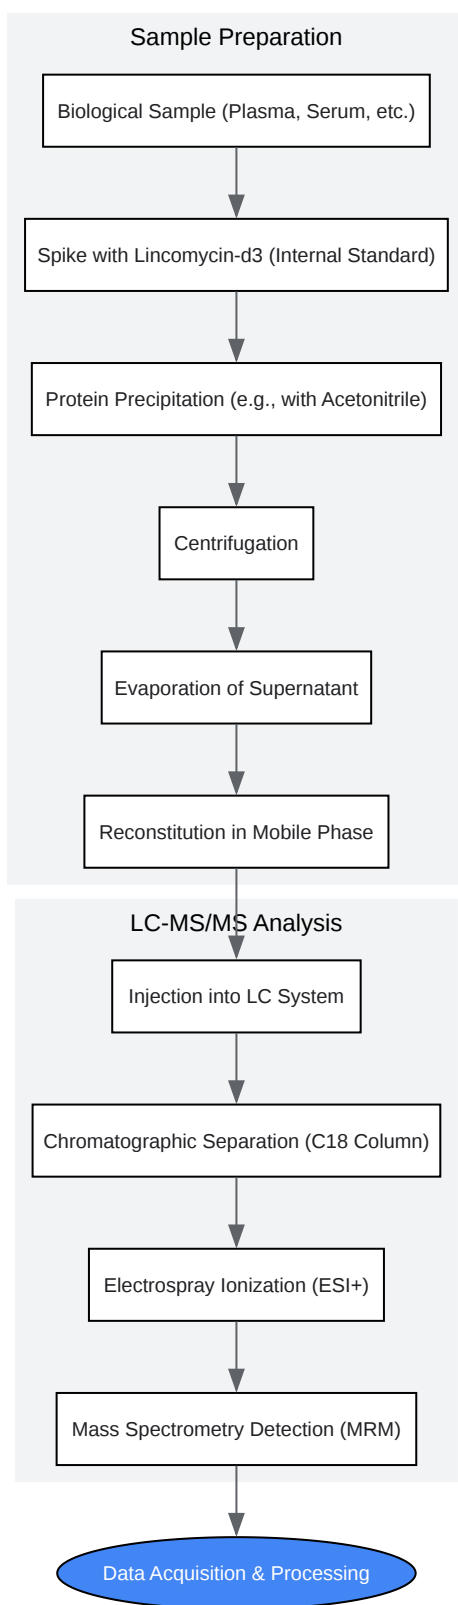 Sample Preparation
Biological Sample (Plasma, Serum, etc.)
Spike with Lincomycin-d3 (Internal Standard)
Protein Precipitation (e.g., with Acetonitrile)
Centrifugation
Evaporation of Supernatant
Reconstitution in Mobile Phase
LC-MS/MS Analysis
Injection into LC System
Chromatographic Separation (C18 Column)
Electrospray Ionization (ESI+)
Mass Spectrometry Detection (MRM)
Data Acquisition & Processing